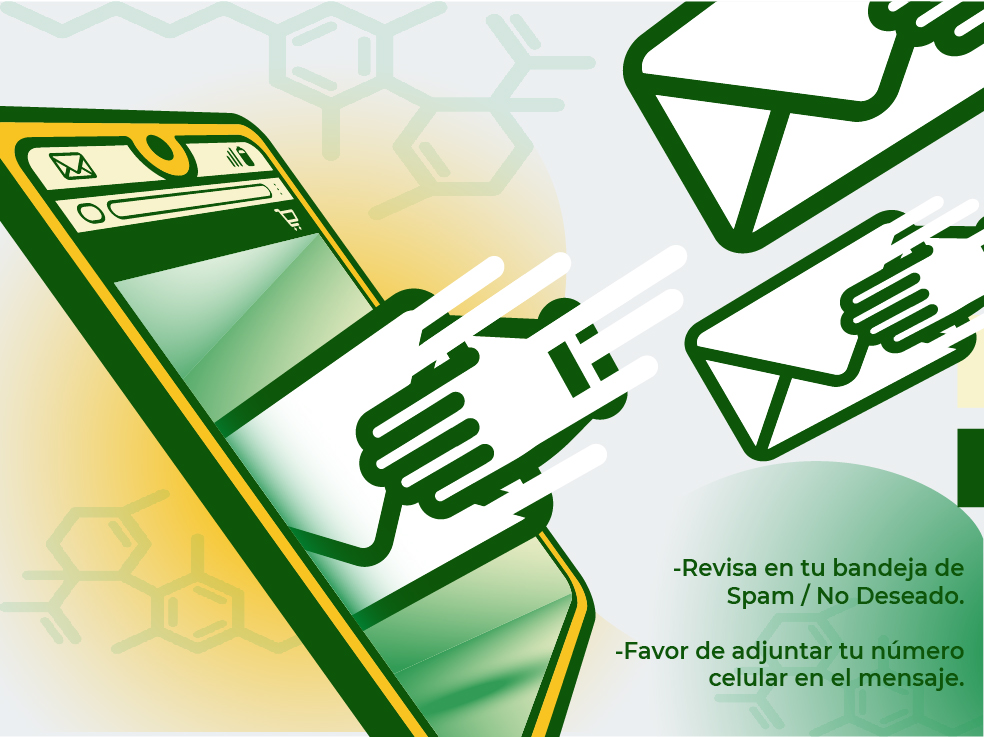 -Revisa en tu bandeja de
Spam / No Deseado.
-Favor de adjuntar tu número
celular en el mensaje.